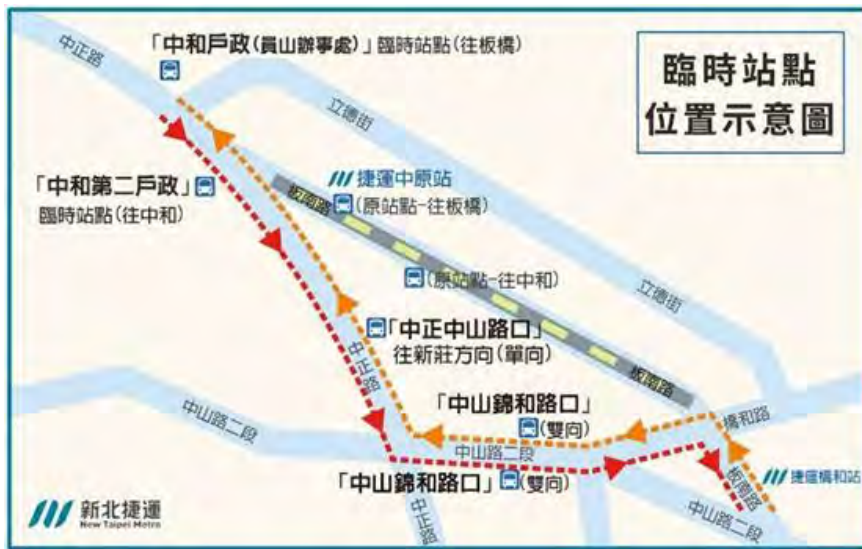 臨時站點
位置示意圖
中正路
「中和戶政(員山辦事處)」臨時站點(往板橋)
立德街
「中和第二戶政」
臨時站點(往中和)
捷運中原站
板南路
(原站點-往板橋)
(原站點-往中和)
立德街
「中正中山路口」
往新莊方向(單向)
中正路
板南路
「中山錦和路口」
(雙向)
橋和路
中山路二段
中山路二段
「中山錦和路口」(雙向)
板南路
捷運橋和站
中正路
中山路二段
新北捷運
New Taipei Metro